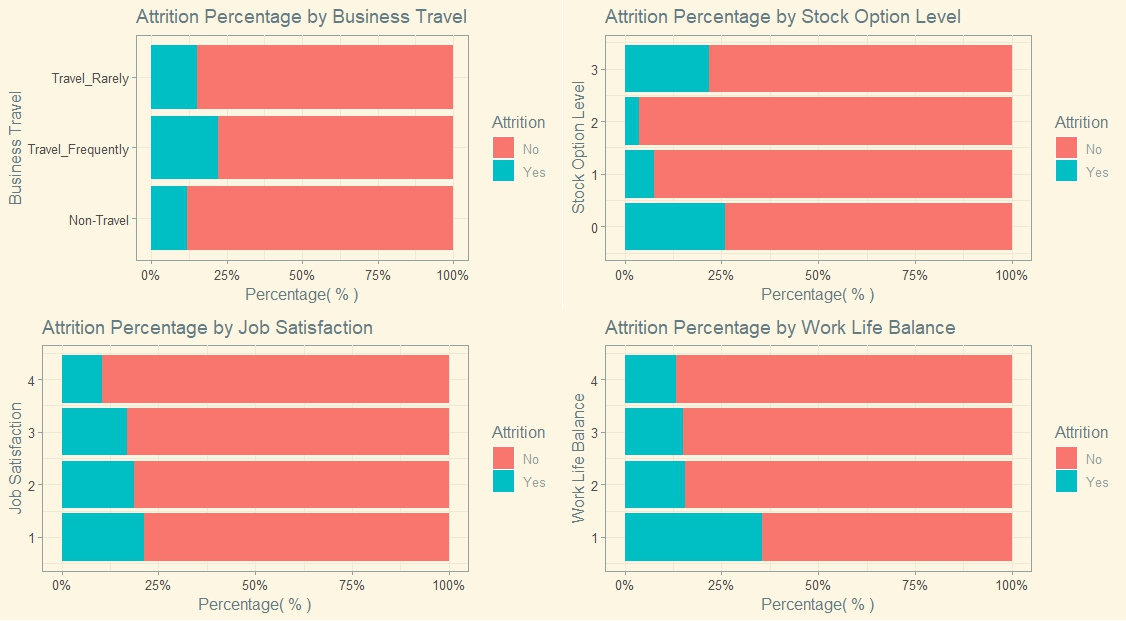 Attrition Percentage by Business Travel
Business Travel
Travel_Rarely
Travel_Frequently
Non-Travel
0% 25% 50% 75% 100%
Percentage( % )
Attrition
No
Yes
Attrition Percentage by Stock Option Level
Stock Option Level
3
2
1
0
0% 25% 50% 75% 100%
Percentage( % )
Attrition
No
Yes
Attrition Percentage by Job Satisfaction
Job Satisfaction
4
3
2
1
0% 25% 50% 75% 100%
Percentage( % )
Attrition
No
Yes
Attrition Percentage by Work Life Balance
Work Life Balance
4
3
2
1
0% 25% 50% 75% 100%
Percentage( % )
Attrition
No
Yes